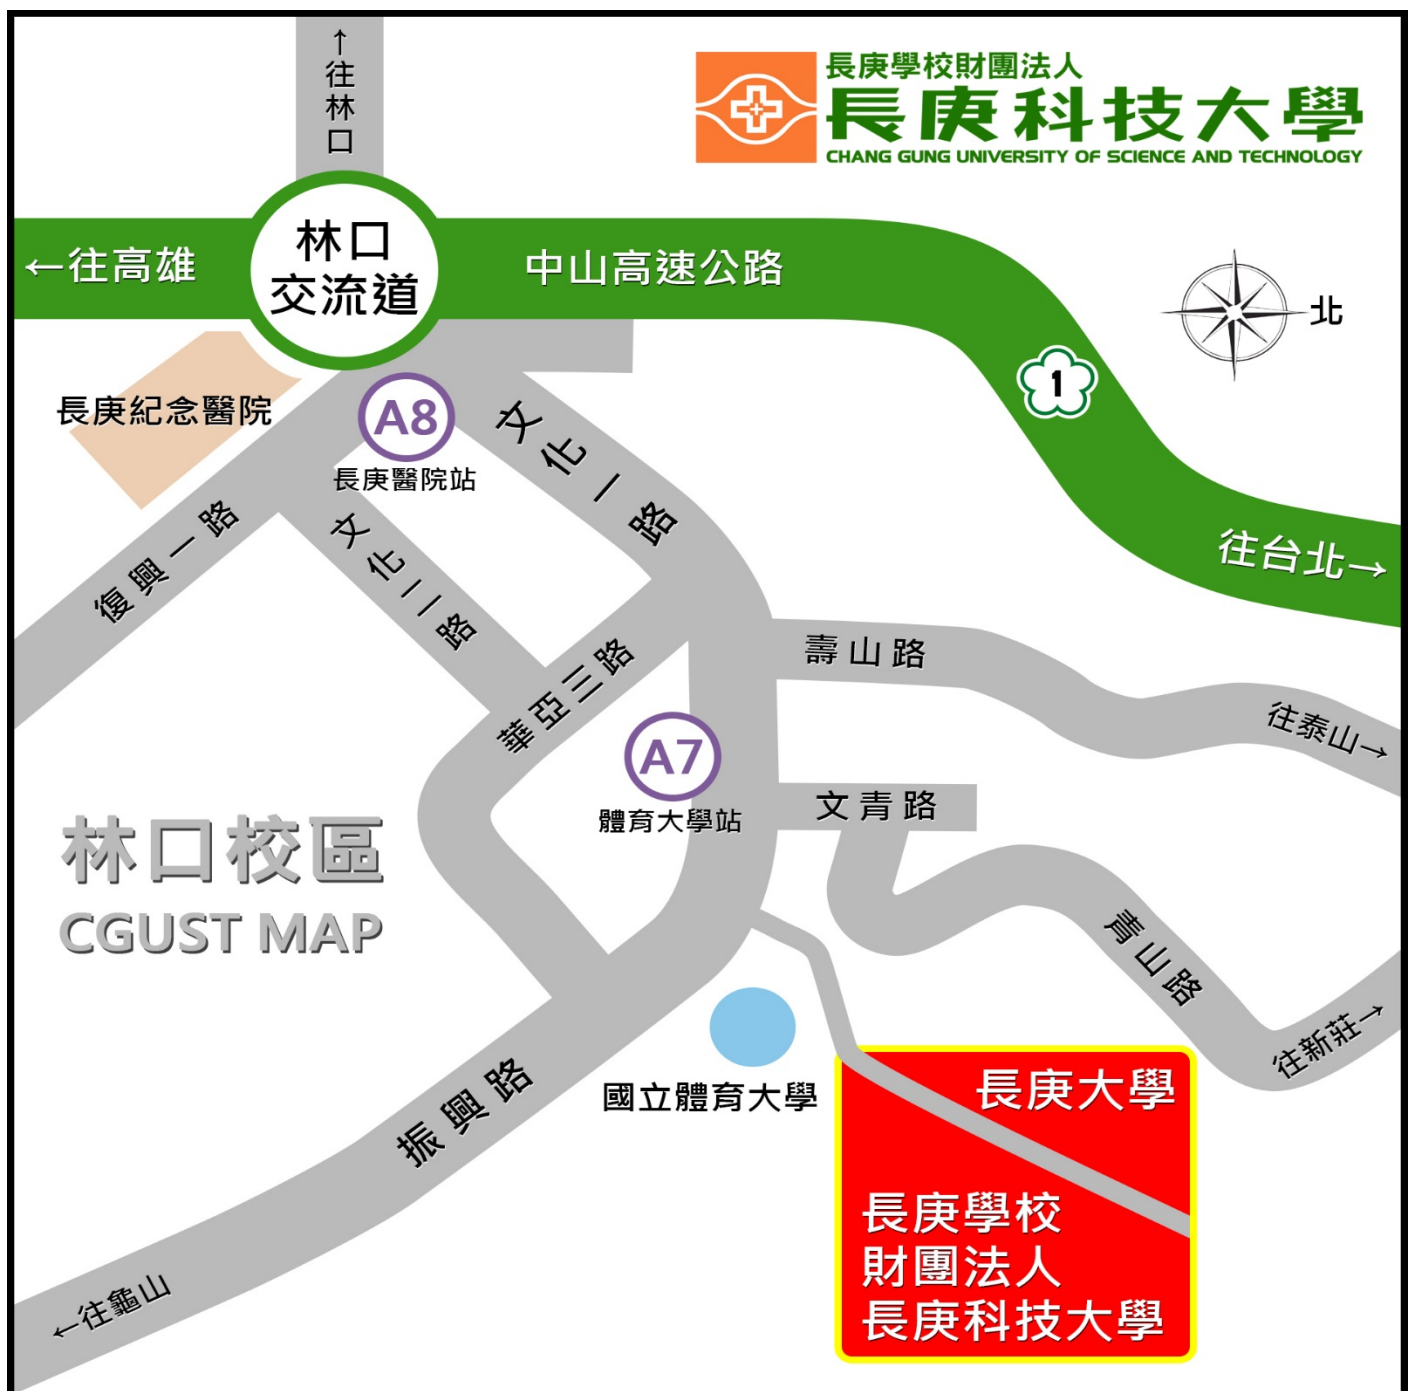 ↑往林口
長庚學校財團法人
長庚科技大學
CHANG GUNG UNIVERSITY OF SCIENCE AND TECHNOLOGY
林口
交流道
←往高雄
中山高速公路
北
1
長庚紀念醫院
A8
長庚醫院站
文化一路
復興一路
文化二路
往台北→
華亞三路
壽山路
往泰山→
A7
體育大學站
文青路
林口校區
CGUST MAP
青山路
往新莊→
國立體育大學
振興路
長庚大學
長庚學校
財團法人
長庚科技大學
←往龜山